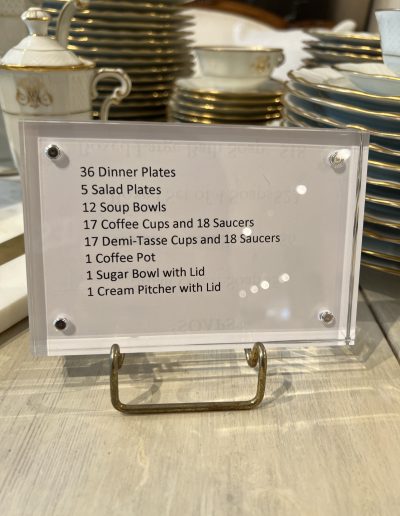 36 Dinner Plates
5 Salad Plates
12 Soup Bowls
17 Coffee Cups and 18 Saucers
17 Demi-Tasse Cups and 18 Saucers
1 Coffee Pot
1 Sugar Bowl with Lid
1 Cream Pitcher with Lid